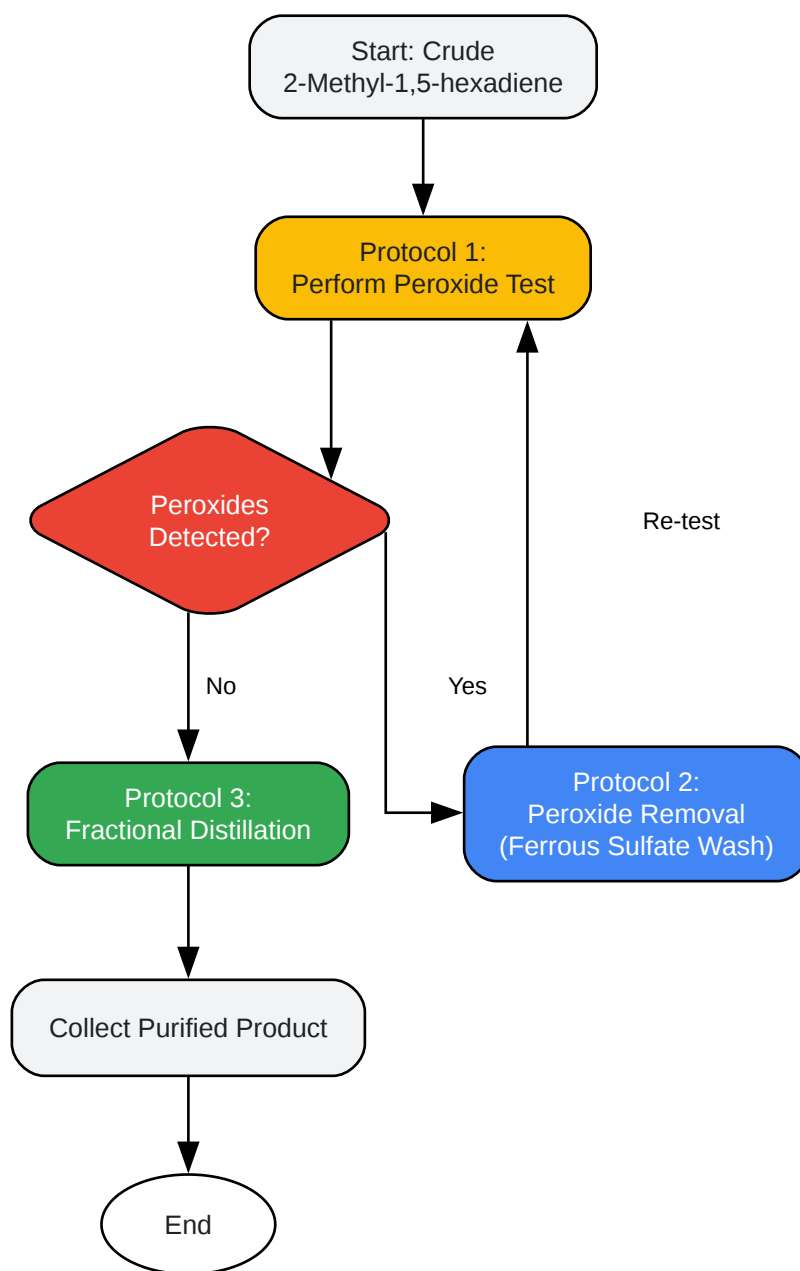 Start: Crude
2-Methyl-1,5-hexadiene
Protocol 1:
Perform Peroxide Test
Peroxides
Detected?
Re-test
No
Yes
Protocol 3:
Fractional Distillation
Protocol 2:
Peroxide Removal
(Ferrous Sulfate Wash)
Collect Purified Product
End